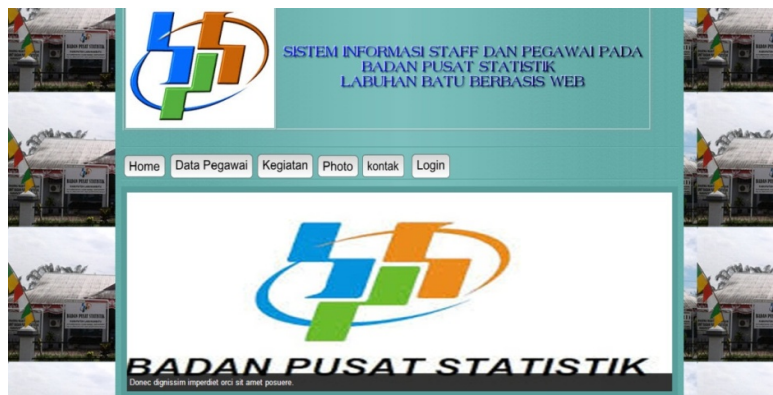 SISTEM INFORMASI STAFF DAN PEGAWAI PADA
BADAN PUSAT STATISTIK
LABUHAN BATU BERBASIS WEB
Home Data Pegawai Kegiatan Photo kontak Login
BADAN PUSAT STATISTIK
Donec dignissim imperdiet orci sit amet posuere.